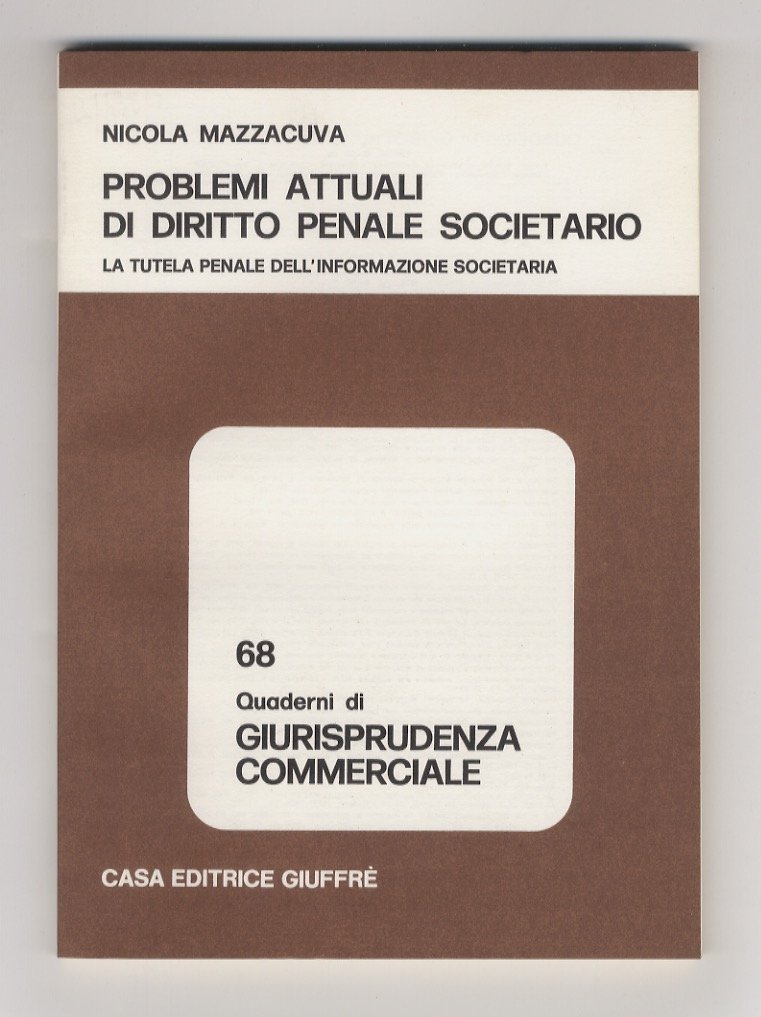 NICOLA MAZZACUVA
PROBLEMI ATTUALI
DI DIRITTO PENALE SOCIETARIO
LA TUTELA PENALE DELL'INFORMAZIONE SOCIETARIA
68
Quaderni di
GIURISPRUDENZA
COMMERCIALE
CASA EDITRICE GIUFFRÈ